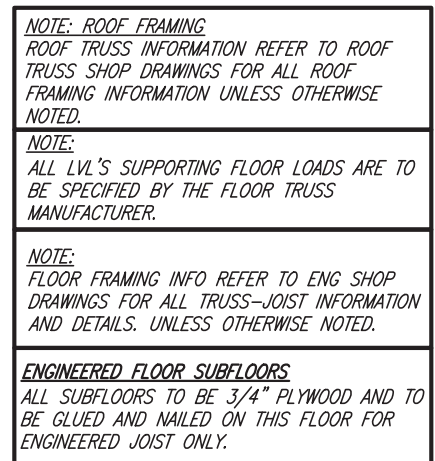 NOTE: ROOF FRAMING
ROOF TRUSS INFORMATION REFER TO ROOF
TRUSS SHOP DRAWINGS FOR ALL ROOF
FRAMING INFORMATION UNLESS OTHERWISE
NOTED.
NOTE:
ALL LVL'S SUPPORTING FLOOR LOADS ARE TO
BE SPECIFIED BY THE FLOOR TRUSS
MANUFACTURER.
NOTE:
FLOOR FRAMING INFO REFER TO ENG SHOP
DRAWINGS FOR ALL TRUSS-JOIST INFORMATION
AND DETAILS. UNLESS OTHERWISE NOTED.
ENGINEERED FLOOR SUBFLOORS
ALL SUBFLOORS TO BE 3/4" PLYWOOD AND TO
BE GLUED AND NAILED ON THIS FLOOR FOR
ENGINEERED JOIST ONLY.